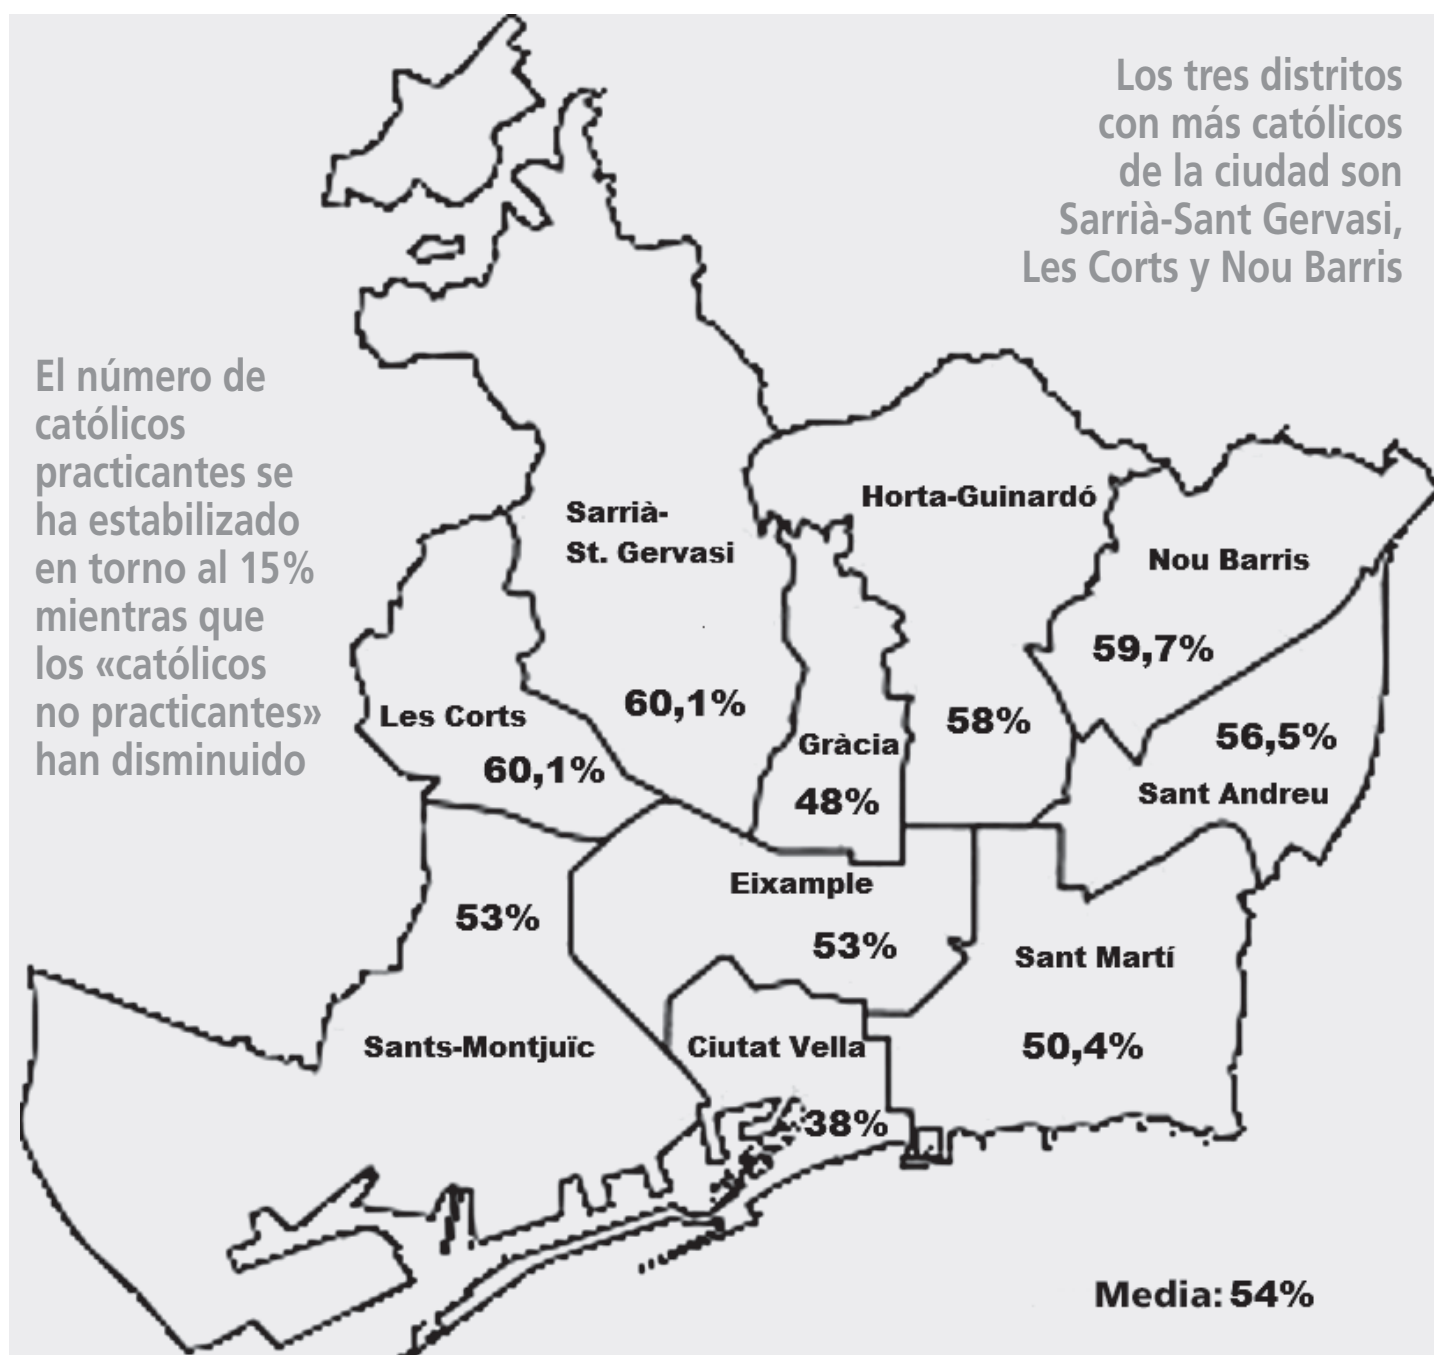 Los tres distritos
con más católicos
de la ciudad son
Sarrià-Sant Gervasi,
Les Corts y Nou Barris
El número de
católicos
practicantes se
ha estabilizado
en torno al 15%
mientras que
los «católicos
no practicantes»
han disminuido
Sarrià-
St. Gervasi
60,1%
Horta-Guinardó
58%
Nou Barris
59,7%
Les Corts
60,1%
Gràcia
48%
56,5%
Sant Andreu
Eixample
53%
53%
Sants-Montjuïc
Sant Martí
50,4%
Ciutat Vella
38%
Media: 54%